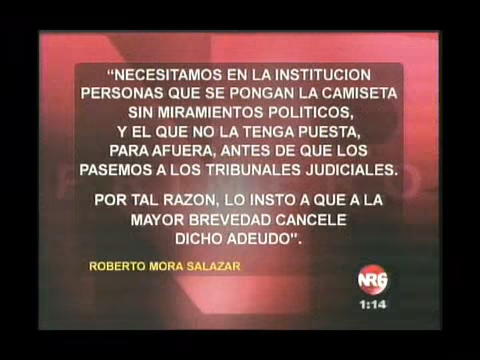 “NECESITAMOS EN LA INSTITUCION
PERSONAS QUE SE PONGAN LA CAMISETA
SIN MIRAMIENTOS POLITICOS,
Y EL QUE NO LA TENGA PUESTA,
PARA AFUERA, ANTES DE QUE LOS
PASEMOS A LOS TRIBUNALES JUDICIALES.
POR TAL RAZON, LO INSTO A QUE A LA
MAYOR BREVEDAD CANCELE
DICHO ADEUDO".
ROBERTO MORA SALAZAR
NR6
1:14